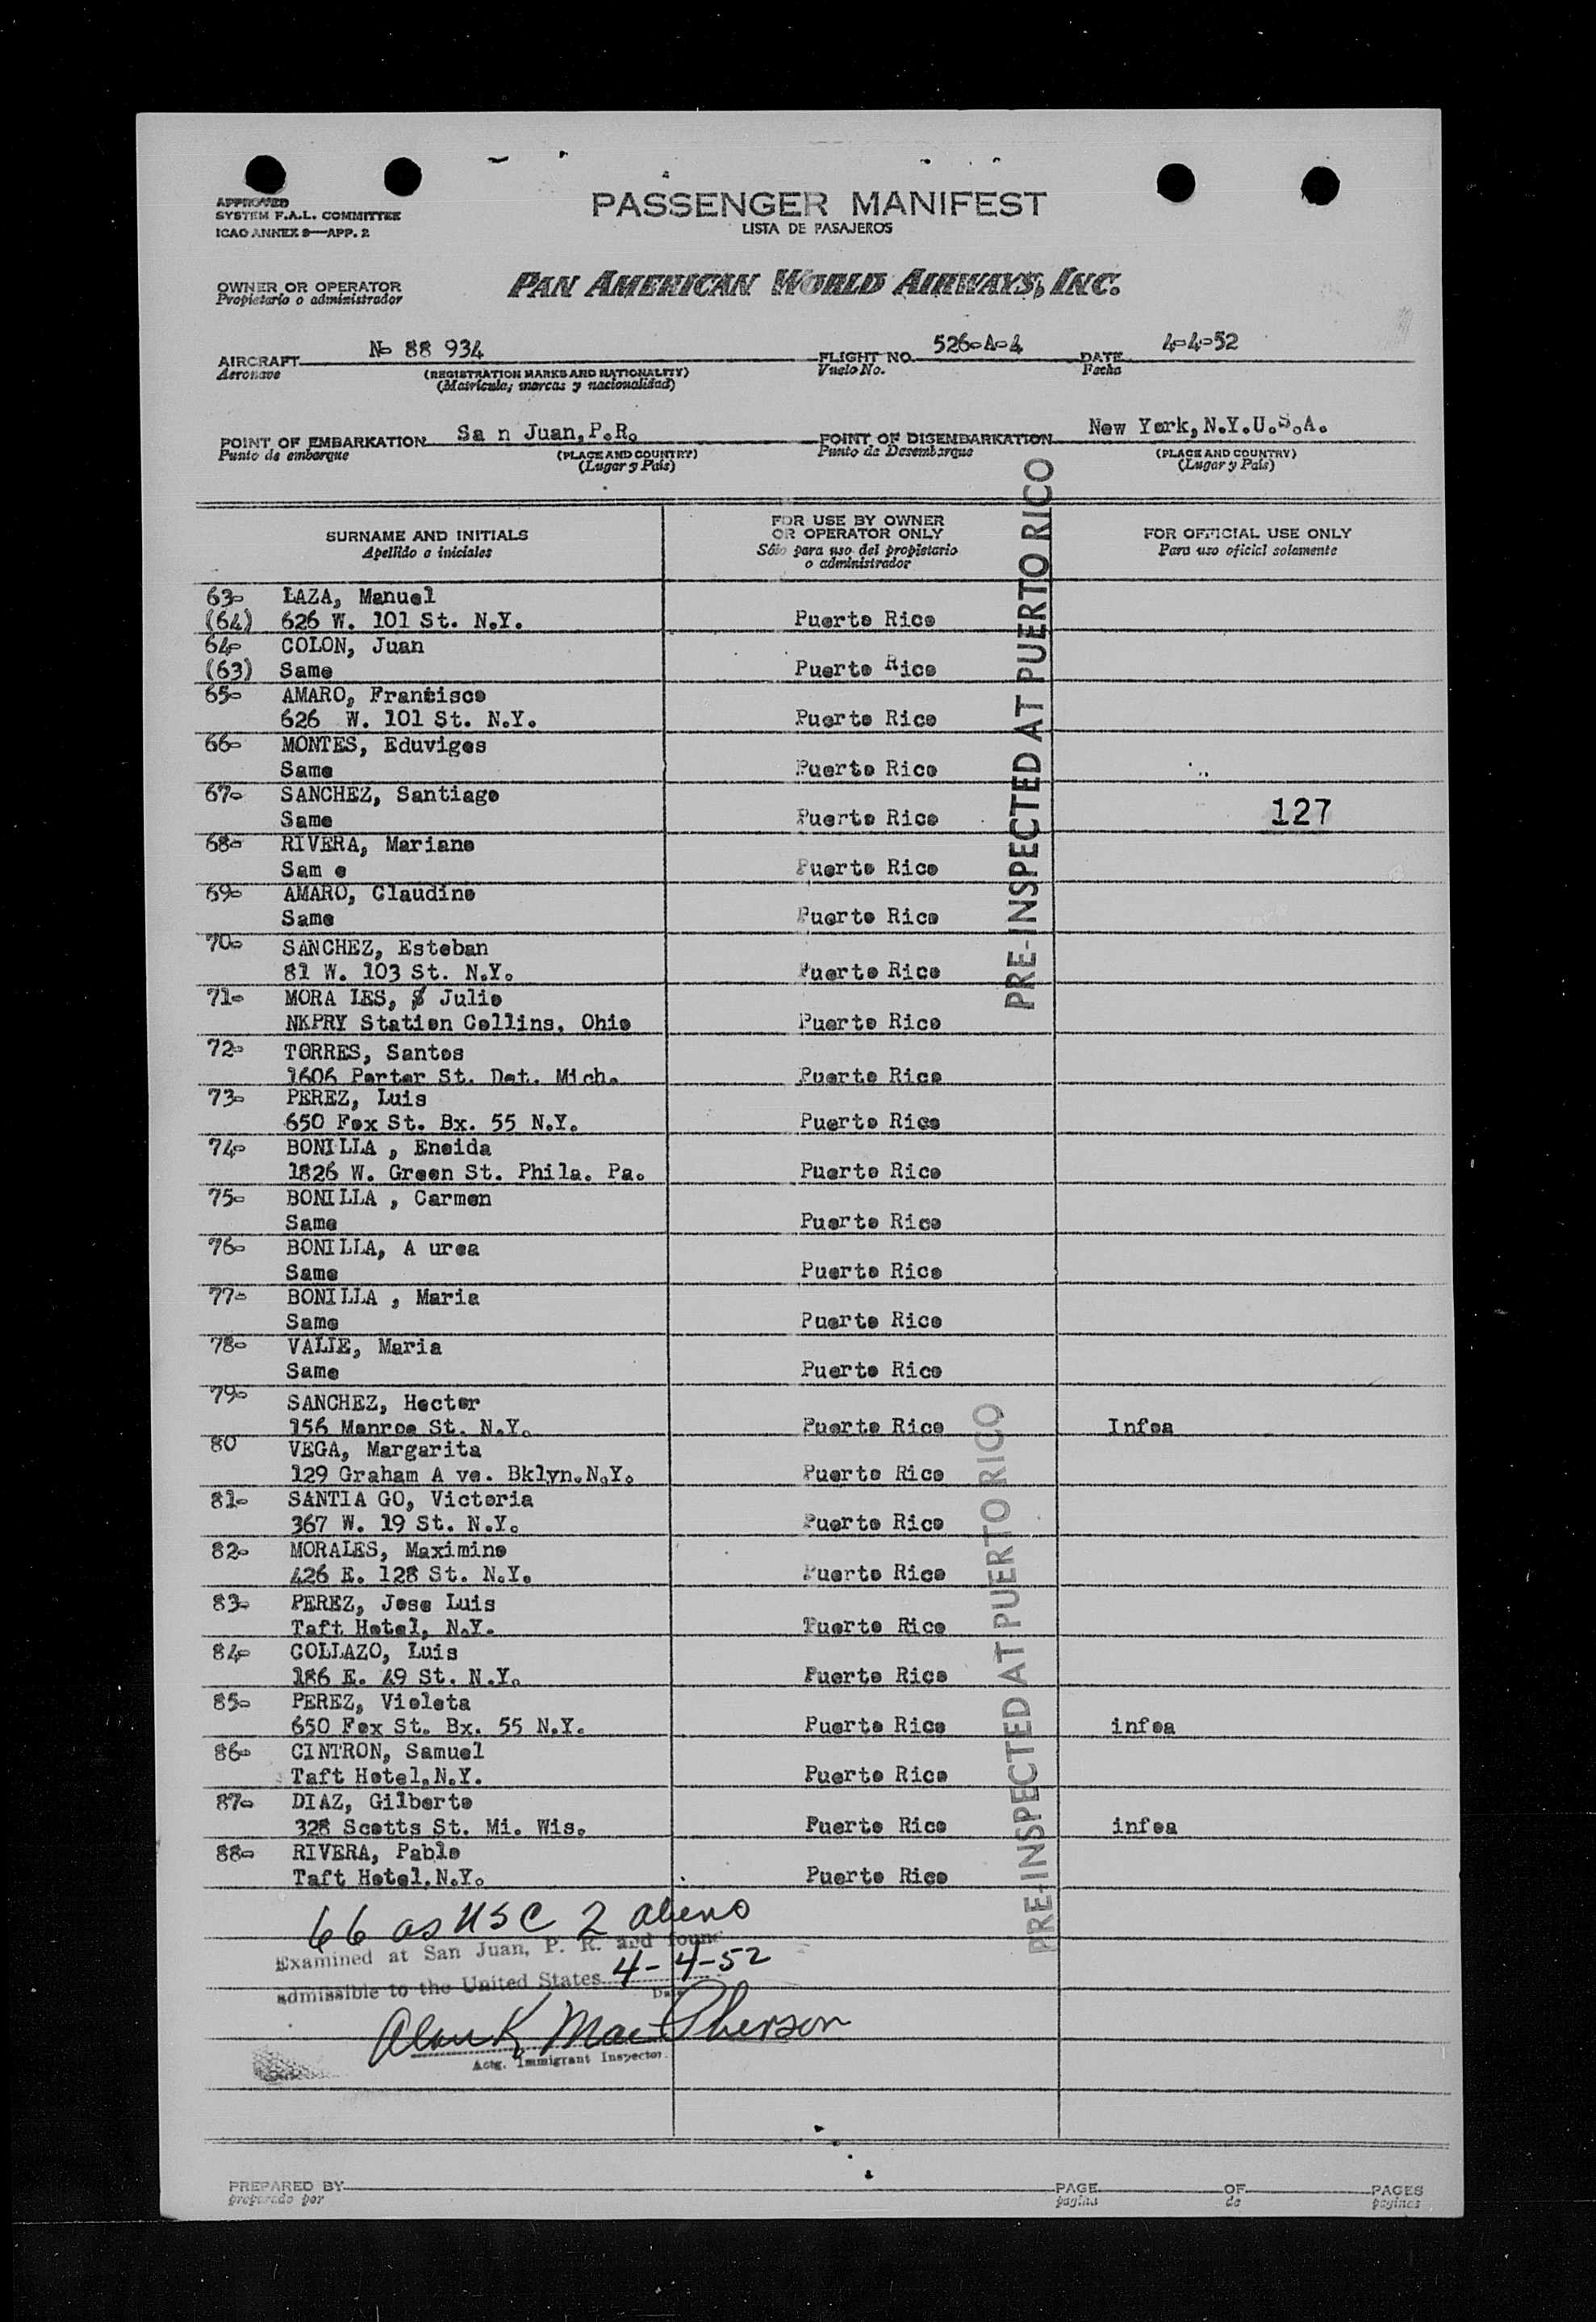 APPROVED
SYSTEM F.A.L. COMMITTEE
ICAO ANNEX 9—APP. 2
PASSENGER MANIFEST
LISTA DE PASAJEROS
OWNER OR OPERATOR
Propietario o administrador
PAN AMERICAN WORLD AIRWAYS, INC.
AIRCRAFT N- 88 934
Aeronave
(REGISTRATION MARKS AND NATIONALITY)
(Matrícula; marcas y nacionalidad)
FLIGHT NO. 526-A-4
Vuelo No.
DATE 4-4-52
Fecha
POINT OF EMBARKATION Sa n Juan,P.R.
Punto de embarque
(PLACE AND COUNTRY)
(Lugar y País)
POINT OF DISEMBARKATION New York,N.Y.U.S.A.
Punto de Desembarque
(PLACE AND COUNTRY)
(Lugar y País)
SURNAME AND INITIALS
Apellido e iniciales
FOR USE BY OWNER
OR OPERATOR ONLY
Sólo para uso del propietario
o administrador
FOR OFFICIAL USE ONLY
Para uso oficial solamente
PRE-INSPECTED AT PUERTO RICO
63- LAZA, Manuel
(64) 626 W. 101 St. N.Y. Puerto Rico
64- COLON, Juan
(63) Same Puerto Rico
65- AMARO, Francisco
626 W. 101 St. N.Y. Puerto Rico
66- MONTES, Eduviges
Same Puerto Rico
67- SANCHEZ, Santiago
Same Puerto Rico 127
68- RIVERA, Mariano
Sam e Puerto Rico
69- AMARO, Claudino
Same Puerto Rico
70- SANCHEZ, Esteban
81 W. 103 St. N.Y. Puerto Rico
71- MORA LES, Julio
NKPRY Station Collins, Ohio Puerto Rico
72- TORRES, Santos
1606 Porter St. Det. Mich. Puerto Rico
73- PEREZ, Luis
650 Fox St. Bx. 55 N.Y. Puerto Rico
74- BONILLA , Eneida
1826 W. Green St. Phila. Pa. Puerto Rico
75- BONILLA , Carmen
Same Puerto Rico
76- BONILLA, A urea
Same Puerto Rico
77- BONILLA , Maria
Same Puerto Rico
78- VALIE, Maria
Same Puerto Rico
79- SANCHEZ, Hector
156 Monroe St. N.Y. Puerto Rico Infoa
80 VEGA, Margarita
129 Graham A ve. Bklyn.N.Y. Puerto Rico
81- SANTIA GO, Victoria
367 W. 19 St. N.Y. Puerto Rico
82- MORALES, Maximino
426 E. 128 St. N.Y. Puerto Rico
83- PEREZ, Jose Luis
Taft Hotel, N.Y. Puerto Rico
84- COLLAZO, Luis
186 E. 49 St. N.Y. Puerto Rico
85- PEREZ, Violeta
650 Fox St. Bx. 55 N.Y. Puerto Rico infoa
86- CINTRON, Samuel
Taft Hotel,N.Y. Puerto Rico
87- DIAZ, Gilberto
328 Scotts St. Mi. Wis. Puerto Rico infoa
88- RIVERA, Pablo
Taft Hotel.N.Y. Puerto Rico
PRE-INSPECTED AT PUERTO RICO
66 as USC 2 aliens
Examined at San Juan, P. R. and found
admissible to the United States 4-4-52
Date
Alan K MacPherson
Actg. Immigrant Inspector
PREPARED BY
preparado por
PAGE OF PAGES
página de páginas